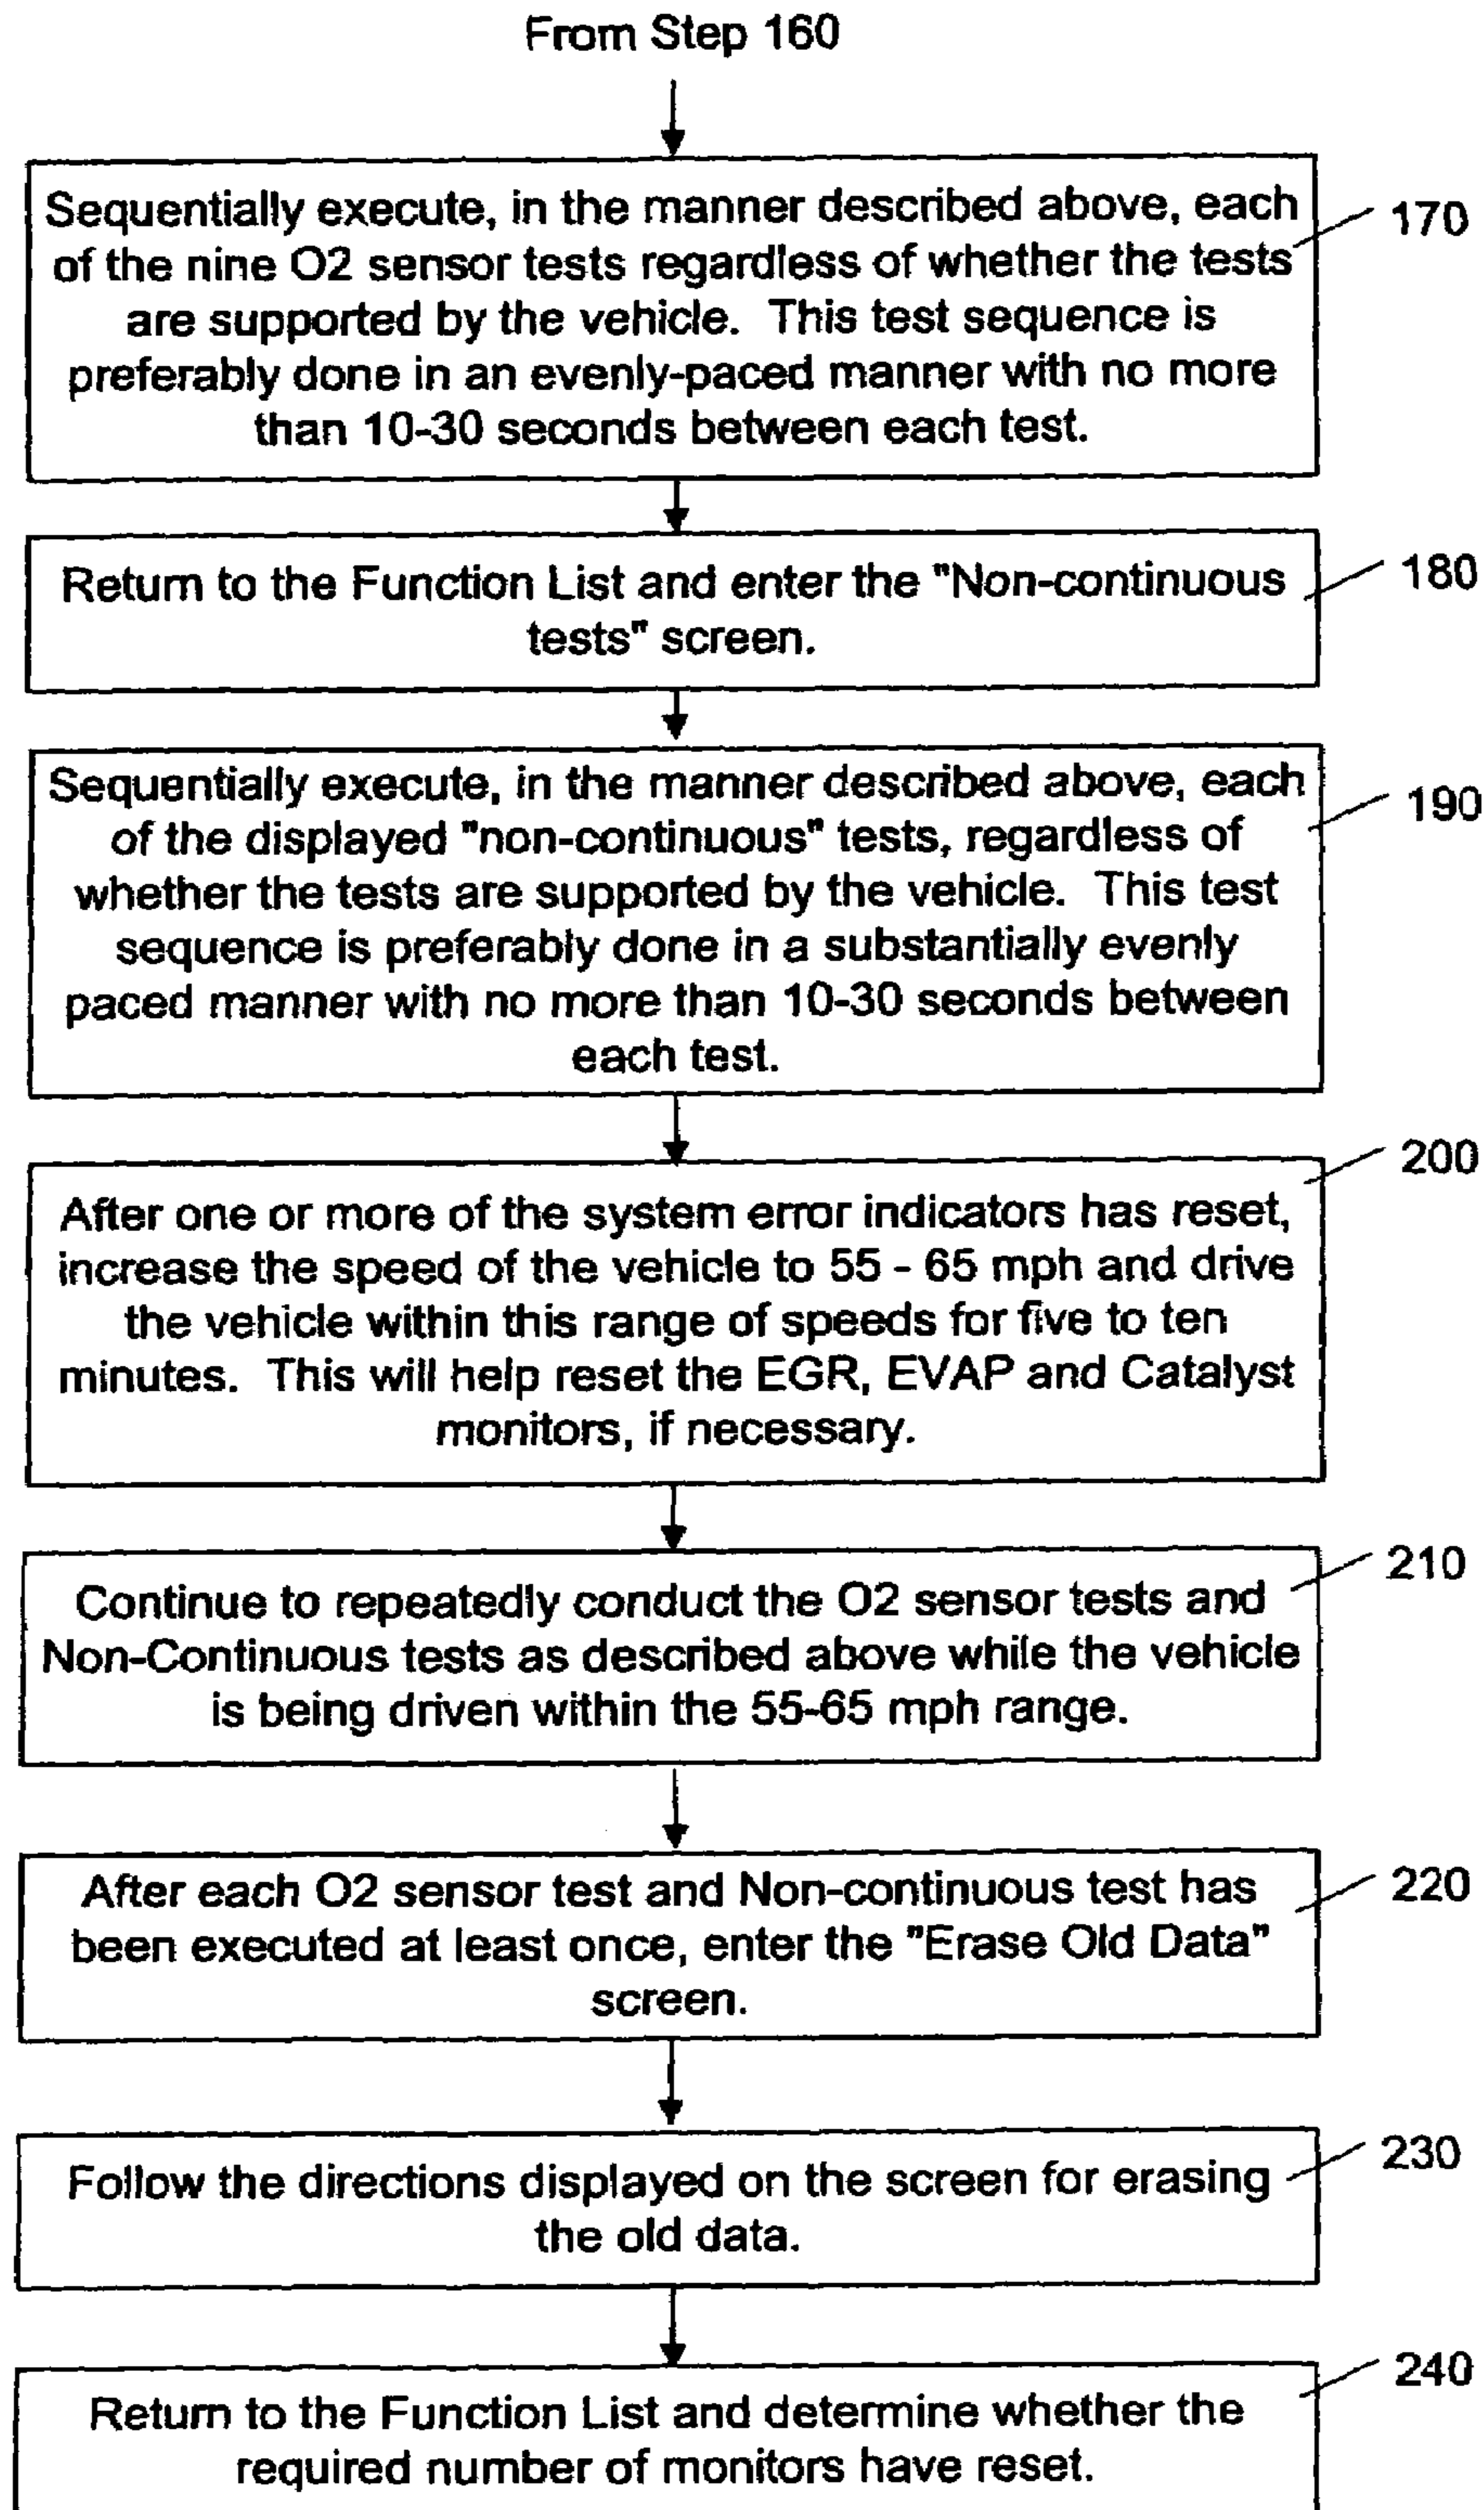 From Step 160
Sequentially execute, in the manner described above, each
of the nine O2 sensor tests regardless of whether the tests
are supported by the vehicle. This test sequence is
preferably done in an evenly-paced manner with no more
than 10-30 seconds between each test.
170
Return to the Function List and enter the "Non-continuous
tests" screen.
180
Sequentially execute, in the manner described above, each
of the displayed "non-continuous" tests, regardless of
whether the tests are supported by the vehicle. This test
sequence is preferably done in a substantially evenly
paced manner with no more than 10-30 seconds between
each test.
190
After one or more of the system error indicators has reset,
increase the speed of the vehicle to 55 - 65 mph and drive
the vehicle within this range of speeds for five to ten
minutes. This will help reset the EGR, EVAP and Catalyst
monitors, if necessary.
200
Continue to repeatedly conduct the O2 sensor tests and
Non-Continuous tests as described above while the vehicle
is being driven within the 55-65 mph range.
210
After each O2 sensor test and Non-continuous test has
been executed at least once, enter the "Erase Old Data"
screen.
220
Follow the directions displayed on the screen for erasing
the old data.
230
Return to the Function List and determine whether the
required number of monitors have reset.
240